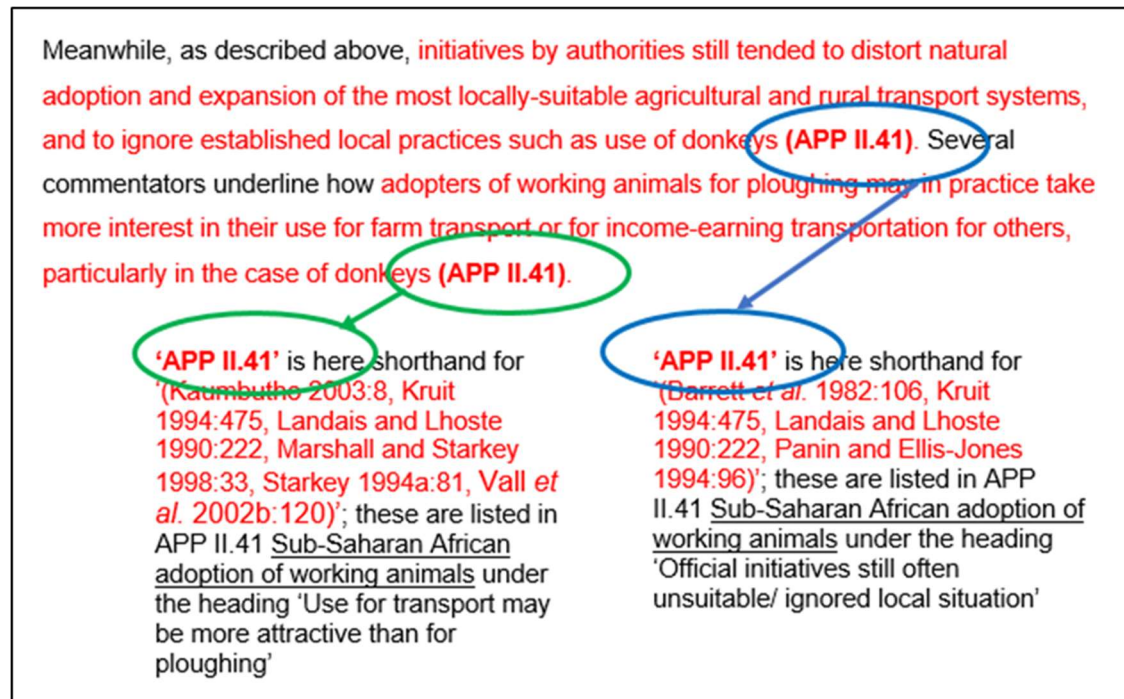 Meanwhile, as described above, initiatives by authorities still tended to distort natural
adoption and expansion of the most locally-suitable agricultural and rural transport systems,
and to ignore established local practices such as use of donkeys (APP II.41). Several
commentators underline how adopters of working animals for ploughing may in practice take
more interest in their use for farm transport or for income-earning transportation for others,
particularly in the case of donkeys (APP II.41).
‘APP II.41’ is here shorthand for
‘(Kaumbutho 2003:8, Kruit
1994:475, Landais and Lhoste
1990:222, Marshall and Starkey
1998:33, Starkey 1994a:81, Vall et
al. 2002b:120)’; these are listed in
APP II.41 Sub-Saharan African
adoption of working animals under
the heading ‘Use for transport may
be more attractive than for
ploughing’
‘APP II.41’ is here shorthand for
‘(Barrett et al. 1982:106, Kruit
1994:475, Landais and Lhoste
1990:222, Panin and Ellis-Jones
1994:96)’; these are listed in APP
II.41 Sub-Saharan African adoption of
working animals under the heading
‘Official initiatives still often
unsuitable/ ignored local situation’